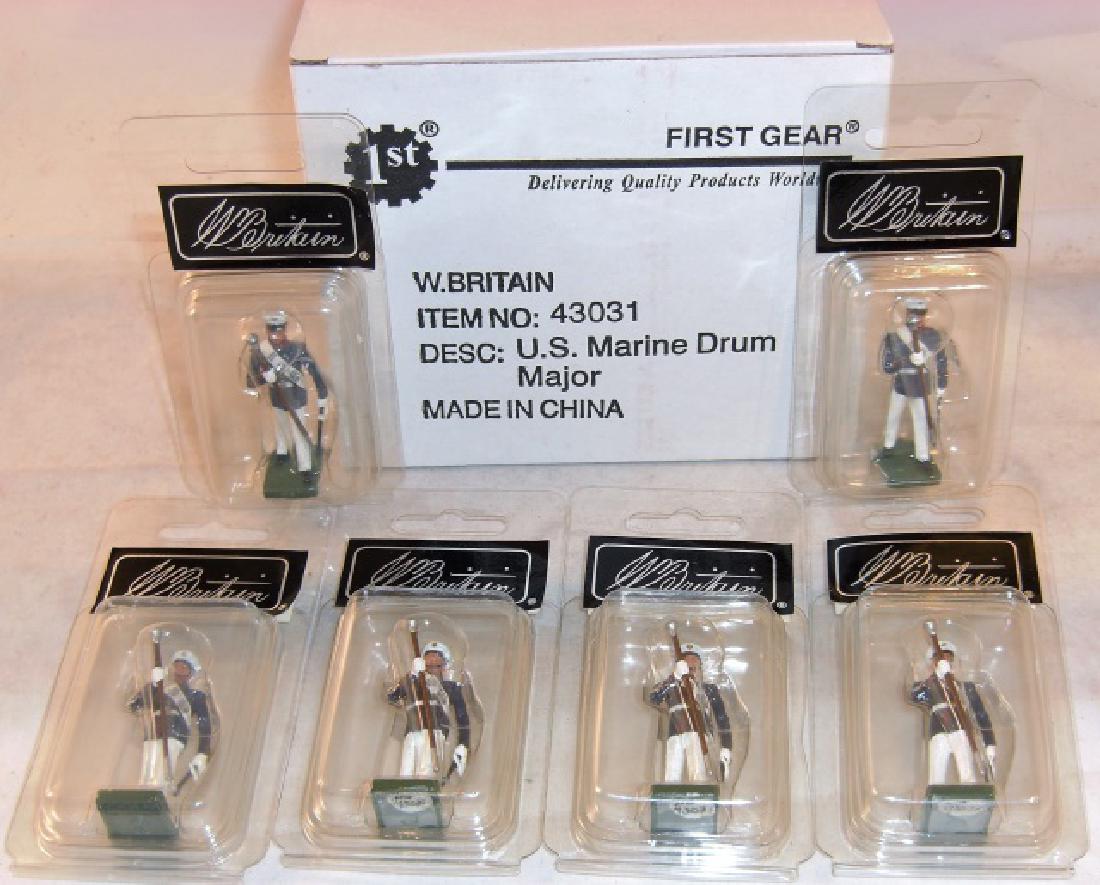 1st®
FIRST GEAR®
Delivering Quality Products
W.BRITAIN
ITEM NO: 43031
DESC: U.S. Marine Drum
Major
MADE IN CHINA
W Britain®
W Britain®
W Britain®
W Britain®
W Britain®
W Britain®